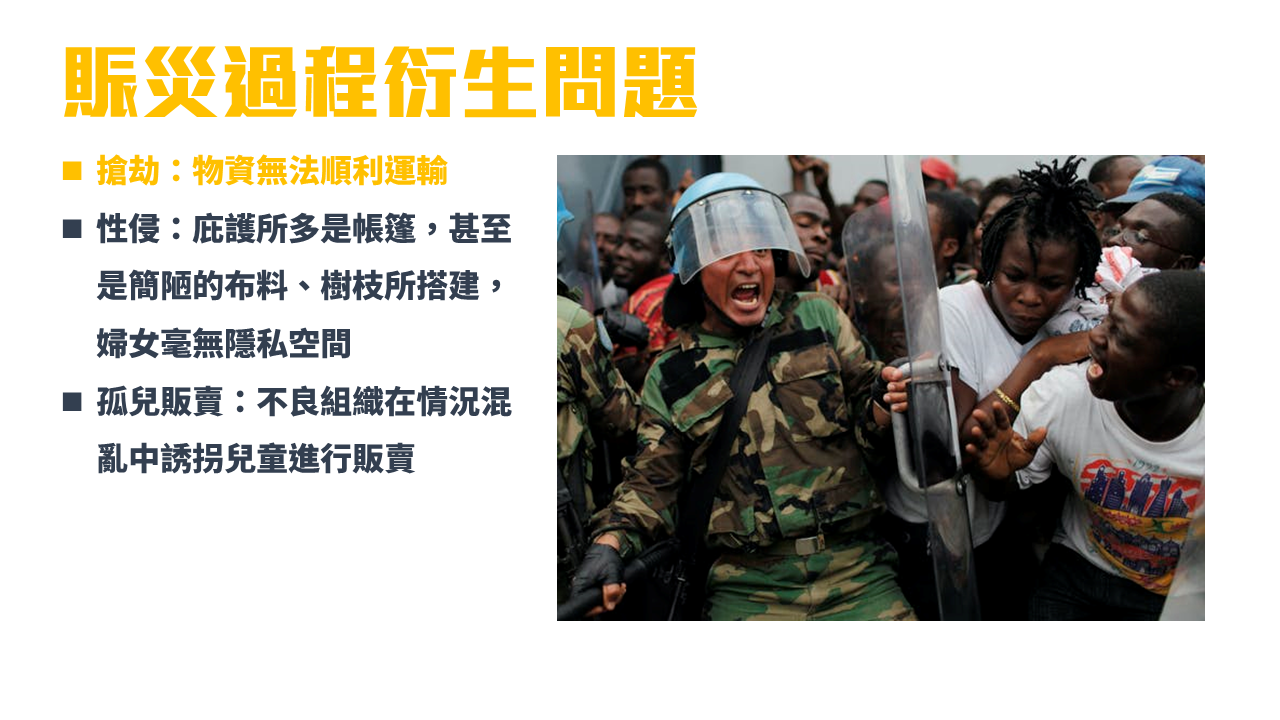 賑災過程衍生問題
■ 搶劫：物資無法順利運輸
■ 性侵：庇護所多是帳篷，甚至
是簡陋的布料、樹枝所搭建，
婦女毫無隱私空間
■ 孤兒販賣：不良組織在情況混
亂中誘拐兒童進行販賣